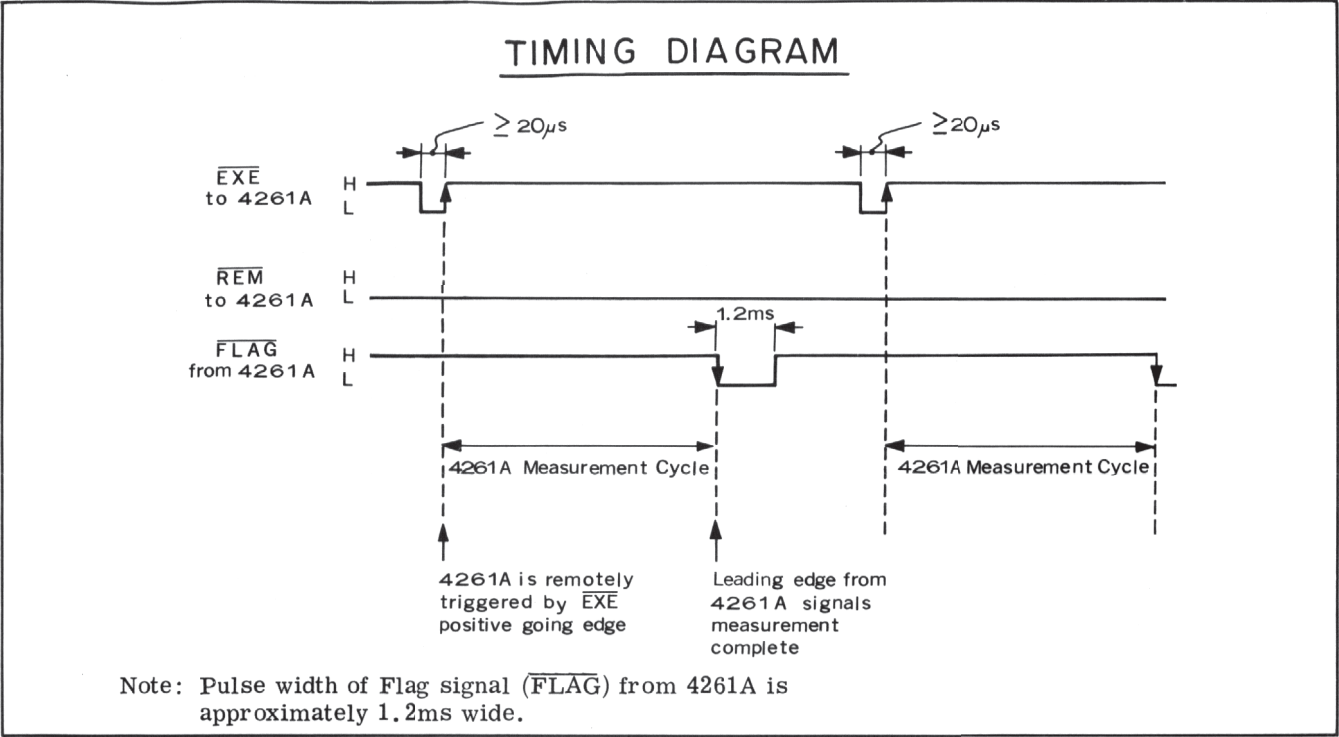 TIMING DIAGRAM
≥ 20μs
≥20μs
EXE
to 4261A
H
L
REM
to 4261A
H
L
1.2ms
FLAG
from 4261A
H
L
4261A Measurement Cycle
4261A Measurement Cycle
4261A is remotely
triggered by EXE
positive going edge
Leading edge from
4261A signals
measurement
complete
Note: Pulse width of Flag signal (FLAG) from 4261A is
approximately 1.2ms wide.